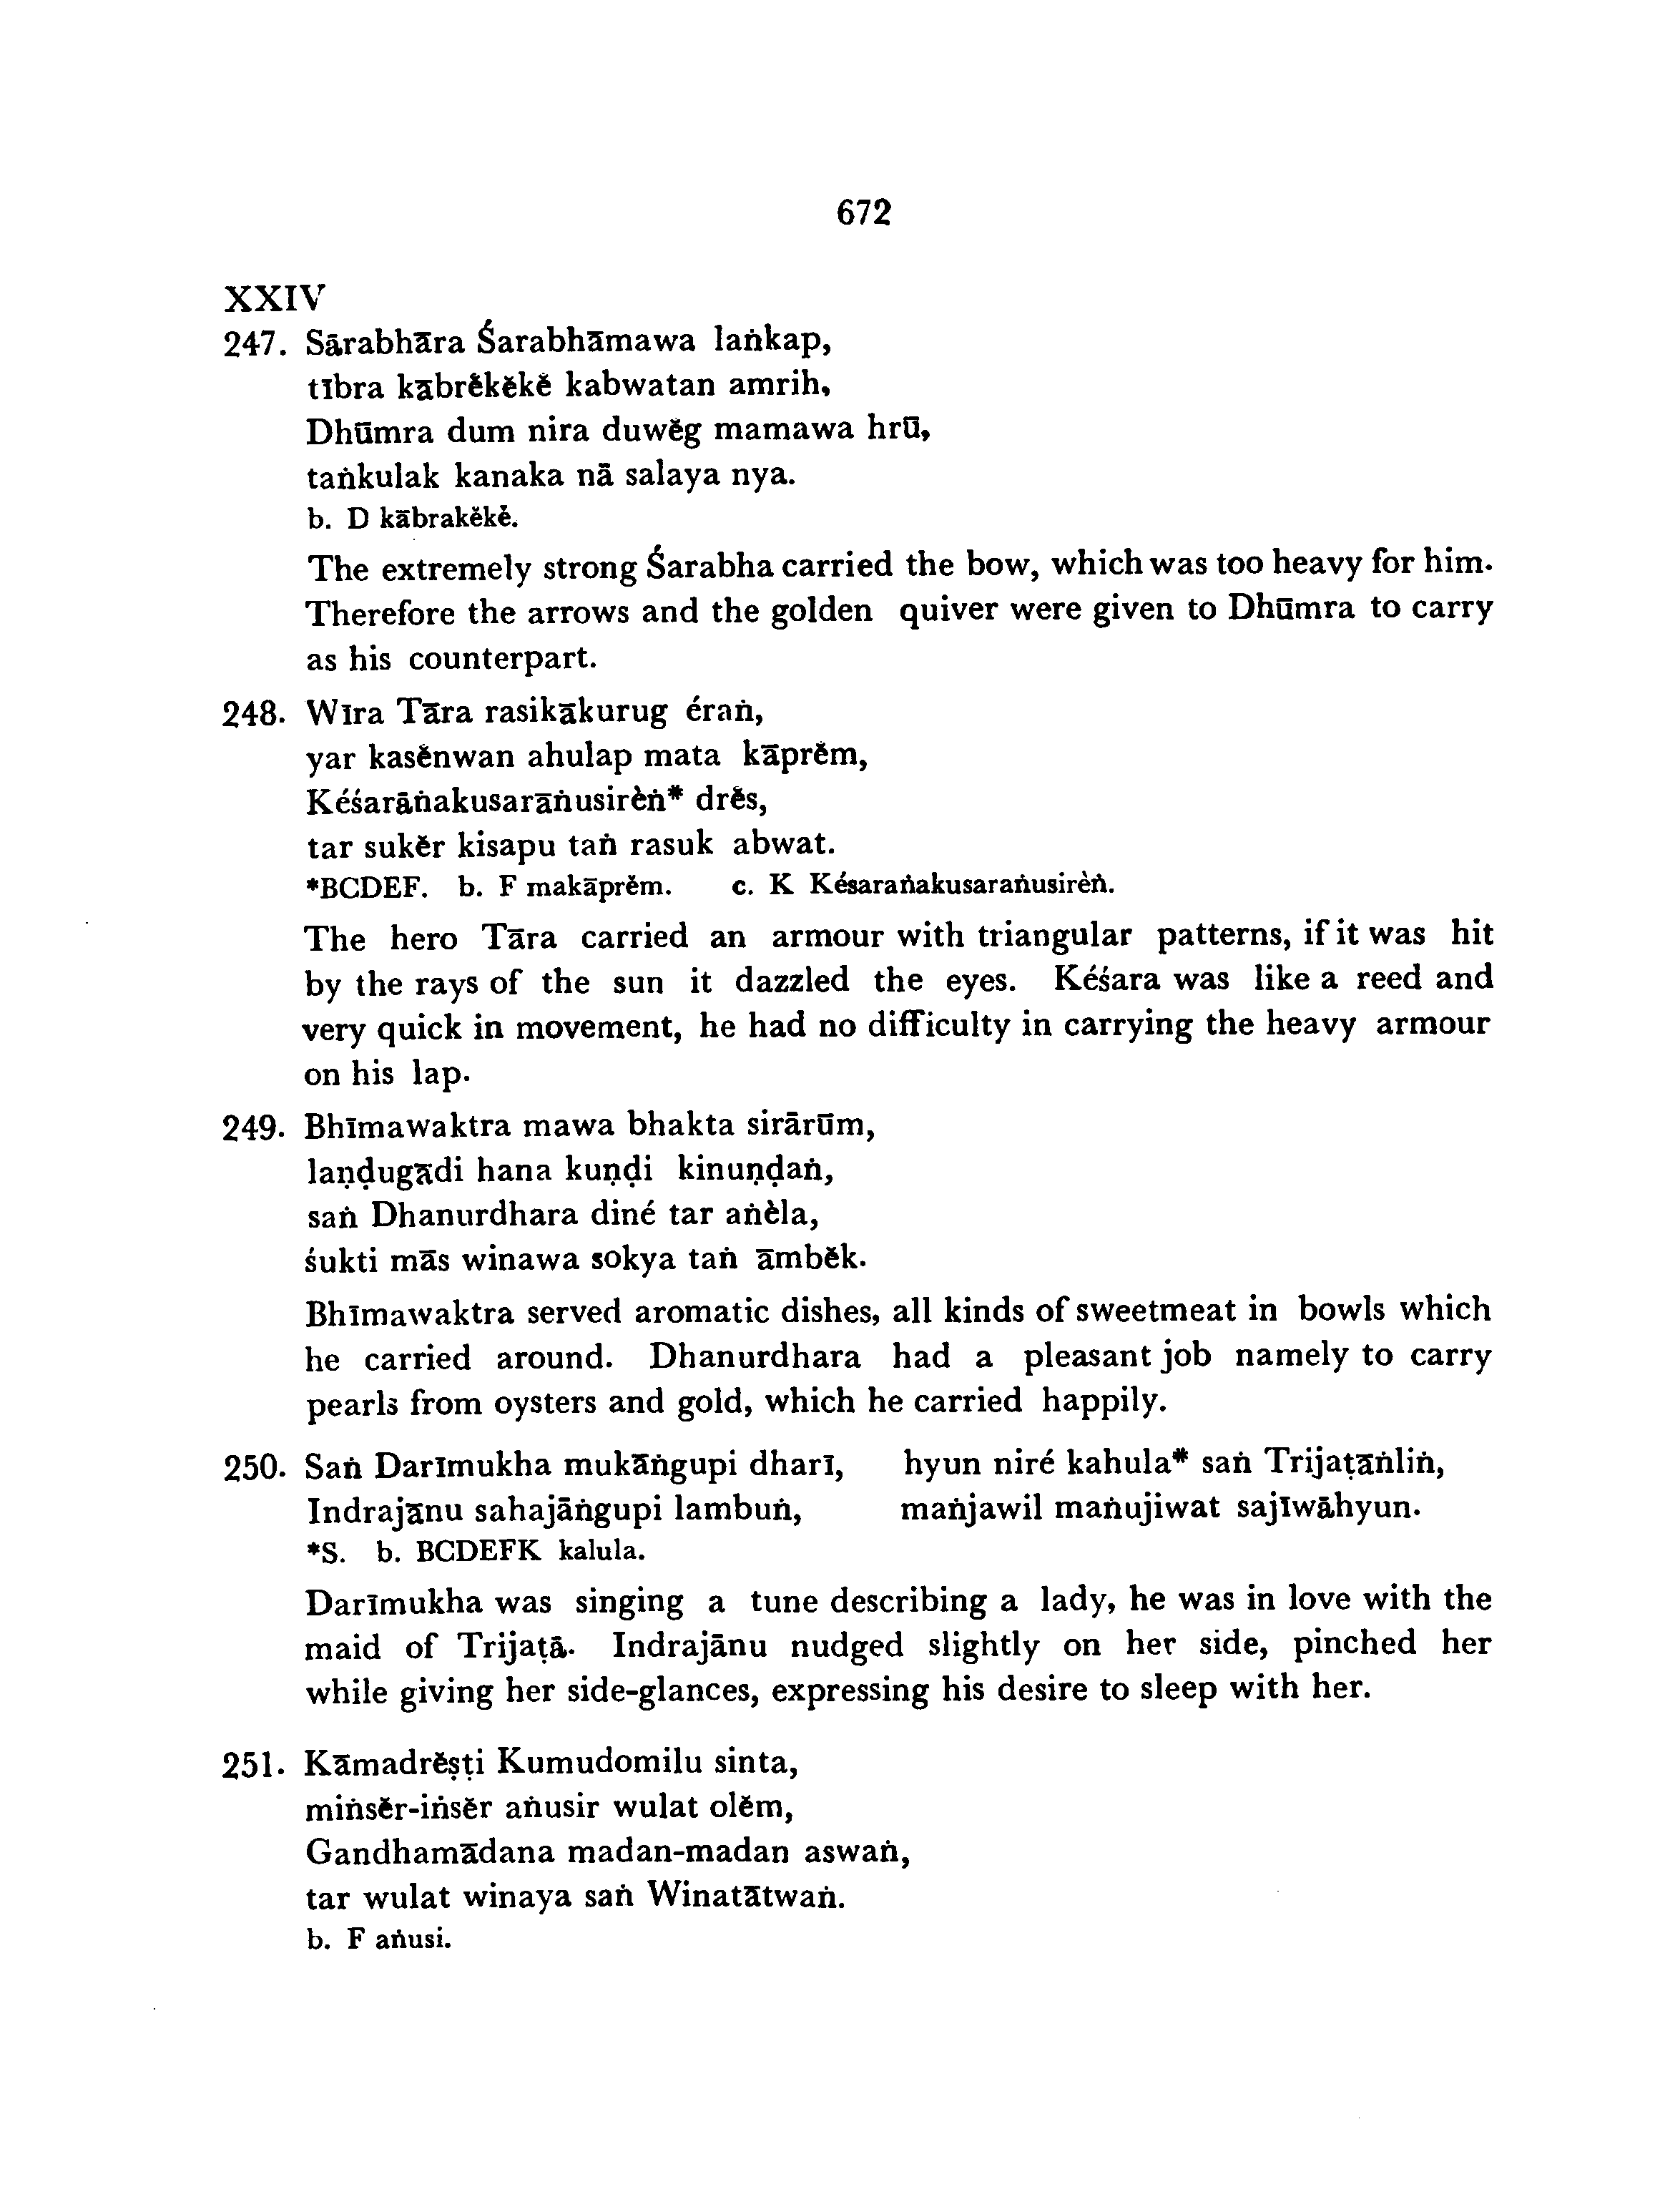 672
XXIV
247. Sārabhāra Śarabhāmawa laṅkap,
tībra kābrĕkĕkĕ kabwatan amrih,
Dhūmra dum nira duwĕg mamawa hrū,
taṅkulak kanaka nā salaya nya.
b. D kābrakĕkĕ.
The extremely strong Śarabha carried the bow, which was too heavy for him.
Therefore the arrows and the golden quiver were given to Dhūmra to carry
as his counterpart.
248. Wīra Tāra rasikākurug éraṅ,
yar kasĕnwan ahulap mata kāprĕm,
Kéśarāṅakusarāṅusirèṅ* drĕs,
tar sukĕr kisapu taṅ rasuk abwat.
*BCDEF. b. F makāprĕm. c. K Késaraṅakusaraṅusirèṅ.
The hero Tāra carried an armour with triangular patterns, if it was hit
by the rays of the sun it dazzled the eyes. Kéśara was like a reed and
very quick in movement, he had no difficulty in carrying the heavy armour
on his lap.
249. Bhīmawaktra mawa bhakta sirārūm,
laṇḍugādi hana kuṇḍi kinuṇḍaṅ,
saṅ Dhanurdhara diné tar aṅèla,
śukti mās winawa sokya taṅ āmbĕk.
Bhīmawaktra served aromatic dishes, all kinds of sweetmeat in bowls which
he carried around. Dhanurdhara had a pleasant job namely to carry
pearls from oysters and gold, which he carried happily.
250. Saṅ Darīmukha mukāṅgupi dharī, hyun niré kahula* saṅ Trijaṭāṅliṅ,
Indrajānu sahajāṅgupi lambuṅ, maṅjawil maṅujiwat sajīwāhyun.
*S. b. BCDEFK kalula.
Darīmukha was singing a tune describing a lady, he was in love with the
maid of Trijaṭā. Indrajānu nudged slightly on her side, pinched her
while giving her side-glances, expressing his desire to sleep with her.
251. Kāmadrĕṣṭi Kumudomilu sinta,
miṅsĕr-iṅsĕr aṅusir wulat olĕm,
Gandhamādana madan-madan aswaṅ,
tar wulat winaya saṅ Winatātwaṅ.
b. F aṅusi.